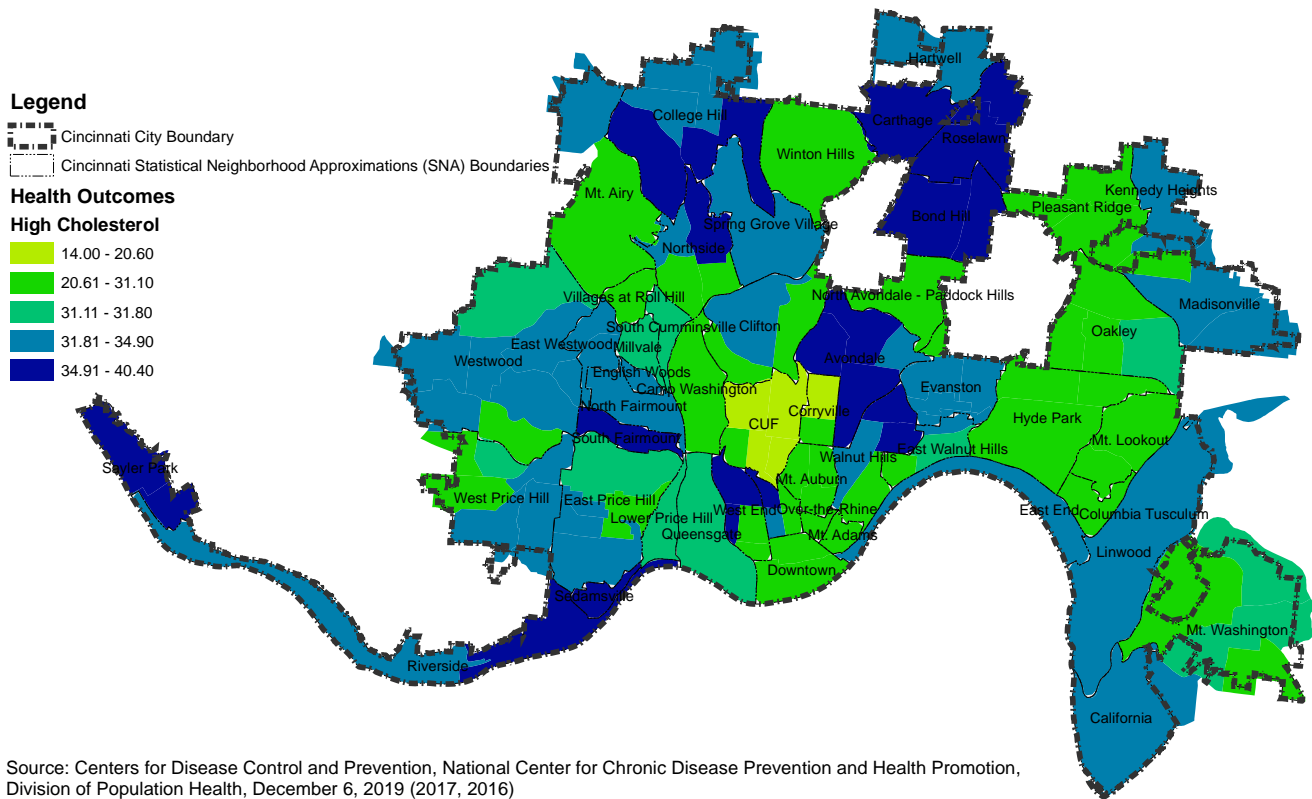 Legend
Cincinnati City Boundary
Cincinnati Statistical Neighborhood Approximations (SNA) Boundaries
Health Outcomes
High Cholesterol
14.00 - 20.60
20.61 - 31.10
31.11 - 31.80
31.81 - 34.90
34.91 - 40.40
Hartwell
College Hill
Carthage
Roselawn
Winton Hills
Mt. Airy
Kennedy Heights
Pleasant Ridge
Bond Hill
Spring Grove Village
Northside
Villages at Roll Hill
North Avondale - Paddock Hills
Madisonville
South Cumminsville
Clifton
Oakley
East Westwood
Millvale
Westwood
Avondale
English Woods
Camp Washington
Evanston
North Fairmount
Corryville
CUF
Hyde Park
South Fairmount
Mt. Lookout
East Walnut Hills
Walnut Hills
Sayler Park
Mt. Auburn
West Price Hill
East Price Hill
West End
Over-the-Rhine
East End
Columbia Tusculum
Lower Price Hill
Queensgate
Mt. Adams
Linwood
Downtown
Sedamsville
Mt. Washington
Riverside
California
Source: Centers for Disease Control and Prevention, National Center for Chronic Disease Prevention and Health Promotion,
Division of Population Health, December 6, 2019 (2017, 2016)